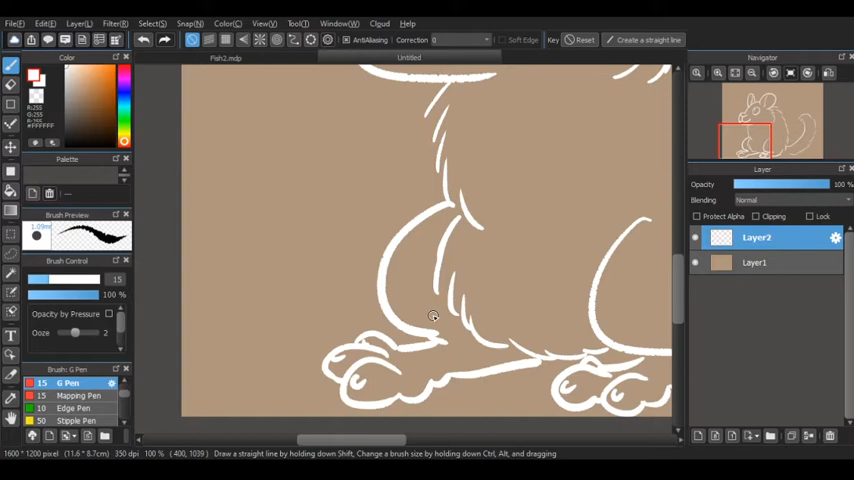 File(F) Edit(E) Layer(L) Filter(R) Select(S) Snap(N) Color(C) View(V) Tool(T) Window(W) Cloud Help
AntiAliasing Correction 0 Soft Edge Key Reset Create a straight line
Color
Fish2.mdp Untitled
Navigator
R:255
G:255
B:255
#FFFFFF
Palette
---
Layer
Opacity 100 %
Blending Normal
Protect Alpha Clipping Lock
Brush Preview
1.09mm
Layer2
Layer1
Brush Control
15
100 %
Opacity by Pressure
Ooze 2
Brush: G Pen
15 G Pen
15 Mapping Pen
10 Edge Pen
50 Stipple Pen
1600 * 1200 pixel (11.6 * 8.7cm) 350 dpi 100 % ( 400, 1039) Draw a straight line by holding down Shift, Change a brush size by holding down Ctrl, Alt, and dragging